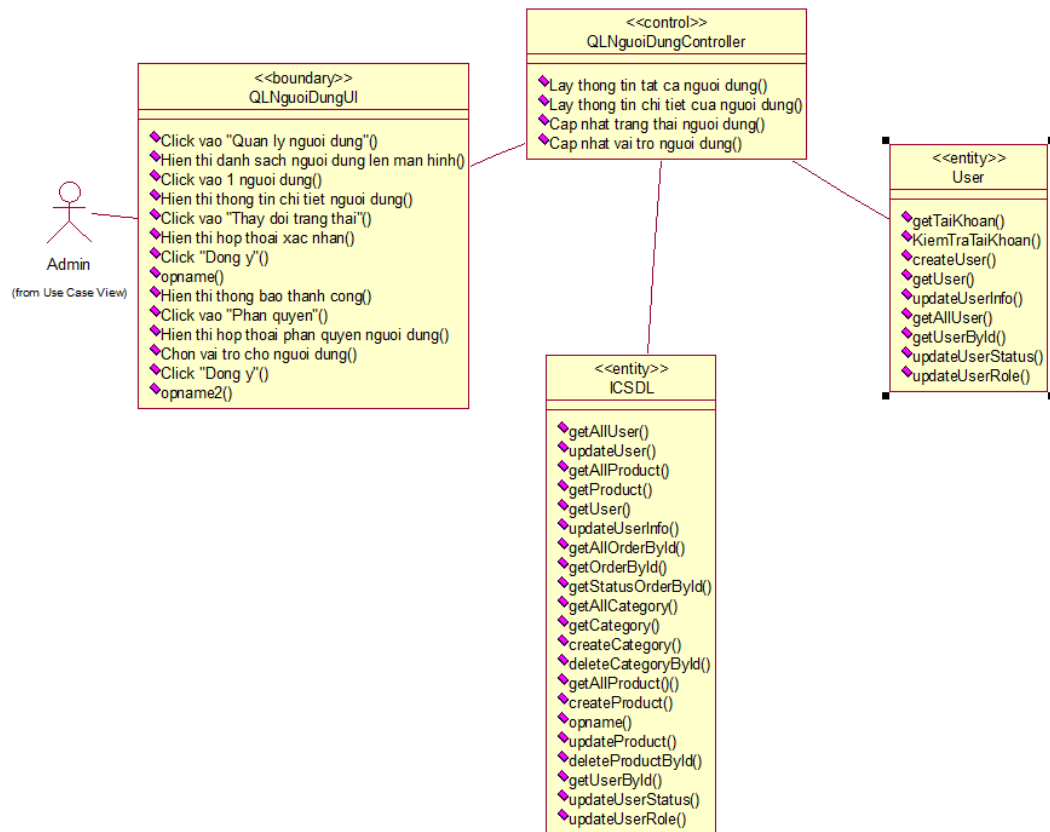 <<control>>
QLNguoiDungController
Lay thong tin tat ca nguoi dung()
Lay thong tin chi tiet cua nguoi dung()
Cap nhat trang thai nguoi dung()
Cap nhat vai tro nguoi dung()
<<boundary>>
QLNguoiDungUI
Click vao "Quan ly nguoi dung"()
Hien thi danh sach nguoi dung len man hinh()
Click vao 1 nguoi dung()
Hien thi thong tin chi tiet nguoi dung()
Click vao "Thay doi trang thai"()
Hien thi hop thoai xac nhan()
Click "Dong y"()
opname()
Hien thi thong bao thanh cong()
Click vao "Phan quyen"()
Hien thi hop thoai phan quyen nguoi dung()
Chon vai tro cho nguoi dung()
Click "Dong y"()
opname2()
Admin
(from Use Case View)
<<entity>>
User
getTaiKhoan()
KiemTraTaiKhoan()
createUser()
getUser()
updateUserInfo()
getAllUser()
getUserById()
updateUserStatus()
updateUserRole()
<<entity>>
ICSDL
getAllUser()
updateUser()
getAllProduct()
getProduct()
getUser()
updateUserInfo()
getAllOrderById()
getOrderById()
getStatusOrderById()
getAllCategory()
getCategory()
createCategory()
deleteCategoryById()
getAllProduct()()
createProduct()
opname()
updateProduct()
deleteProductById()
getUserById()
updateUserStatus()
updateUserRole()